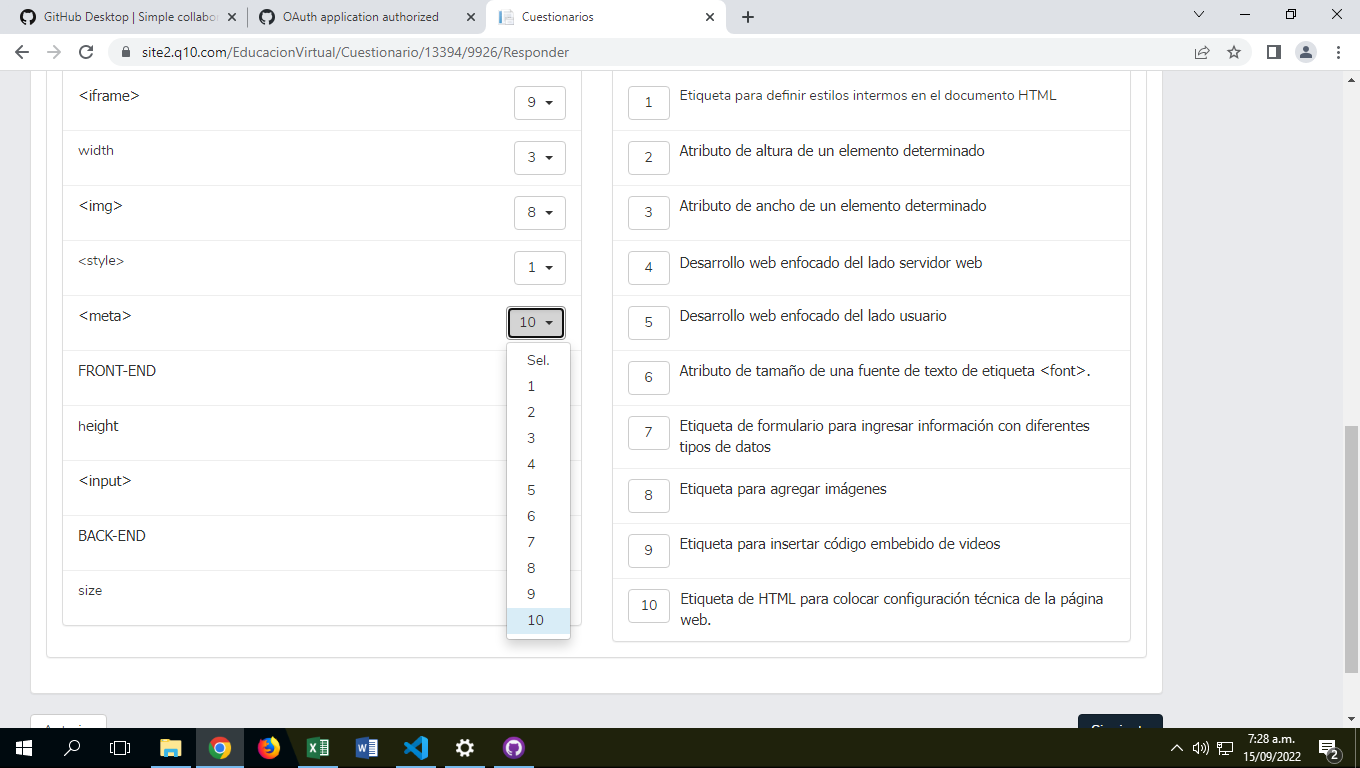 GitHub Desktop | Simple collabo
OAuth application authorized
Cuestionarios
site2.q10.com/EducacionVirtual/Cuestionario/13394/9926/Responder
<iframe>
9
width
3
<img>
8
<style>
1
<meta>
10
FRONT-END
height
<input>
BACK-END
size
Sel.
1
2
3
4
5
6
7
8
9
10
1 Etiqueta para definir estilos intermos en el documento HTML
2 Atributo de altura de un elemento determinado
3 Atributo de ancho de un elemento determinado
4 Desarrollo web enfocado del lado servidor web
5 Desarrollo web enfocado del lado usuario
6 Atributo de tamaño de una fuente de texto de etiqueta <font>.
7 Etiqueta de formulario para ingresar información con diferentes
tipos de datos
8 Etiqueta para agregar imágenes
9 Etiqueta para insertar código embebido de videos
10 Etiqueta de HTML para colocar configuración técnica de la página
web.
7:28 a.m.
15/09/2022
2